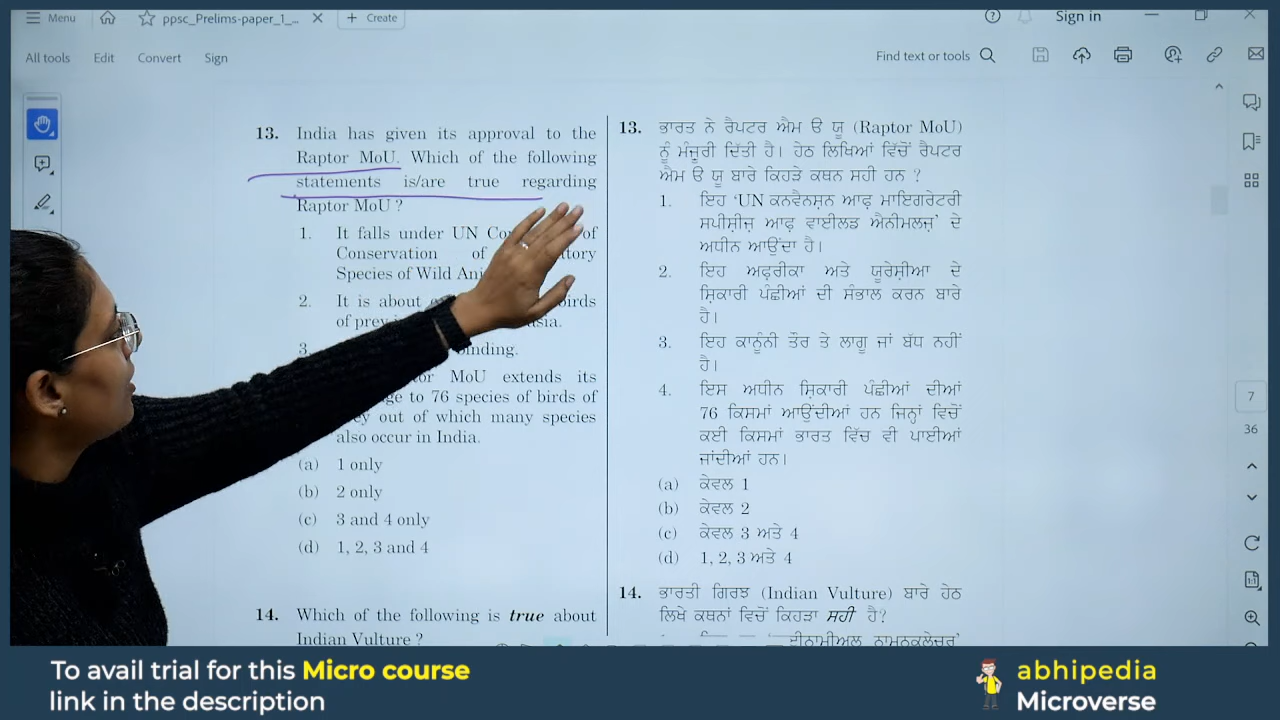 Menu
ppsc_Prelims-paper_1_...
Create
Sign in
All tools
Edit
Convert
Sign
Find text or tools
13. India has given its approval to the
Raptor MoU. Which of the following
statements is/are true regarding
Raptor MoU ?
1. It falls under UN of
Conservation of
Species of Wild
2. It is about birds
of prey
3.
MoU extends its
to 76 species of birds of
out of which many species
also occur in India.
(a) 1 only
(b) 2 only
(c) 3 and 4 only
(d) 1, 2, 3 and 4
14. Which of the following is true about
Indian Vulture ?
13. ਭਾਰਤ ਨੇ ਰੈਪਟਰ ਐਮ ਓ ਯੂ (Raptor MoU)
ਨੂੰ ਮੰਜੂਰੀ ਦਿੱਤੀ ਹੈ। ਹੇਠ ਲਿਖਿਆਂ ਵਿੱਚੋਂ ਰੈਪਟਰ
ਐਮ ਓ ਯੂ ਬਾਰੇ ਕਿਹੜੇ ਕਥਨ ਸਹੀ ਹਨ ?
1. ਇਹ ‘UN ਕਨਵੈਨਸ਼ਨ ਆਫ਼ ਮਾਇਗਰੇਟਰੀ
ਸਪੀਸ਼ੀਜ਼ ਆਫ਼ ਵਾਈਲਡ ਐਨੀਮਲਜ਼’ ਦੇ
ਅਧੀਨ ਆਉਂਦਾ ਹੈ।
2. ਇਹ ਅਫ਼ਰੀਕਾ ਅਤੇ ਯੂਰੇਸ਼ੀਆ ਦੇ
ਸ਼ਿਕਾਰੀ ਪੰਛੀਆਂ ਦੀ ਸੰਭਾਲ ਕਰਨ ਬਾਰੇ
ਹੈ।
3. ਇਹ ਕਾਨੂੰਨੀ ਤੌਰ ਤੇ ਲਾਗੂ ਜਾਂ ਬੱਧ ਨਹੀਂ
ਹੈ।
4. ਇਸ ਅਧੀਨ ਸ਼ਿਕਾਰੀ ਪੰਛੀਆਂ ਦੀਆਂ
76 ਕਿਸਮਾਂ ਆਉਂਦੀਆਂ ਹਨ ਜਿਨ੍ਹਾਂ ਵਿਚੋਂ
ਕਈ ਕਿਸਮਾਂ ਭਾਰਤ ਵਿੱਚ ਵੀ ਪਾਈਆਂ
ਜਾਂਦੀਆਂ ਹਨ।
(a) ਕੇਵਲ 1
(b) ਕੇਵਲ 2
(c) ਕੇਵਲ 3 ਅਤੇ 4
(d) 1, 2, 3 ਅਤੇ 4
14. ਭਾਰਤੀ ਗਿਰਝ (Indian Vulture) ਬਾਰੇ ਹੇਠ
ਲਿਖੇ ਕਥਨਾਂ ਵਿਚੋਂ ਕਿਹੜਾ ਸਹੀ ਹੈ?
7
36
To avail trial for this Micro course
link in the description
abhipedia
Microverse